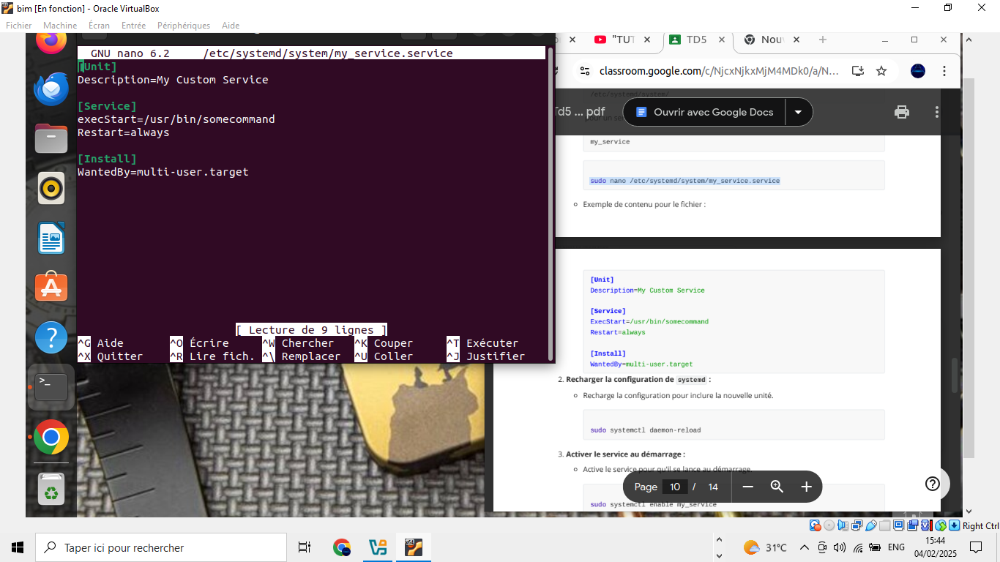 bim [En fonction] - Oracle VirtualBox
Fichier Machine Écran Entrée Périphériques Aide
GNU nano 6.2 /etc/systemd/system/my_service.service
[Unit]
Description=My Custom Service
[Service]
execStart=/usr/bin/somecommand
Restart=always
[Install]
WantedBy=multi-user.target
[ Lecture de 9 lignes ]
^G Aide ^O Écrire ^W Chercher ^K Couper ^T Exécuter
^X Quitter ^R Lire fich. ^\ Remplacer ^U Coller ^J Justifier
"TUT TD5 Nouv
classroom.google.com/c/NjcxNjkxMjM4MDk0/a/N...
/etc/systemd/system/
Td5 ... pdf Ouvrir avec Google Docs
my_service
sudo nano /etc/systemd/system/my_service.service
Exemple de contenu pour le fichier :
[Unit]
Description=My Custom Service
[Service]
ExecStart=/usr/bin/somecommand
Restart=always
[Install]
WantedBy=multi-user.target
2. Recharger la configuration de systemd :
Recharge la configuration pour inclure la nouvelle unité.
sudo systemctl daemon-reload
3. Activer le service au démarrage :
Active le service pour qu'il se lance au démarrage.
Page 10 / 14
sudo systemctl enable my_service
Right Ctrl
Taper ici pour rechercher
31°C
ENG
15:44
04/02/2025